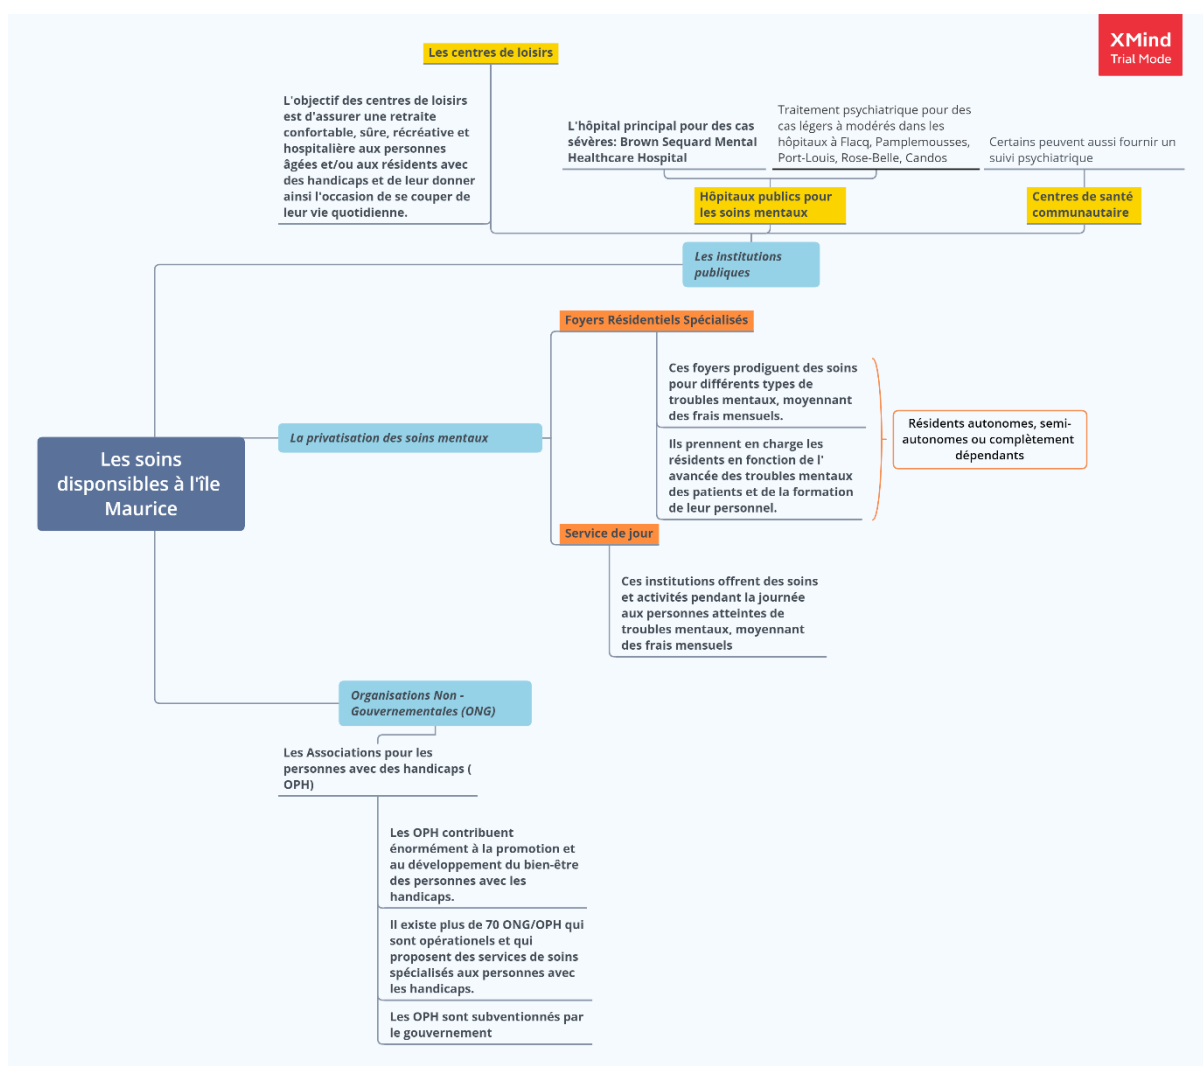 XMind
Trial Mode
Les centres de loisirs
L'objectif des centres de loisirs
est d'assurer une retraite
confortable, sûre, récréative et
hospitalière aux personnes
âgées et/ou aux résidents avec
des handicaps et de leur donner
ainsi l'occasion de se couper de
leur vie quotidienne.
L'hôpital principal pour des cas
sévères: Brown Sequard Mental
Healthcare Hospital
Traitement psychiatrique pour des
cas légers à modérés dans les
hôpitaux à Flacq, Pamplemousses,
Port-Louis, Rose-Belle, Candos
Certains peuvent aussi fournir un
suivi psychiatrique
Hôpitaux publics pour
les soins mentaux
Centres de santé
communautaire
Les institutions
publiques
Foyers Résidentiels Spécialisés
Ces foyers prodiguent des soins
pour différents types de
troubles mentaux, moyennant
des frais mensuels.
Ils prennent en charge les
résidents en fonction de l'
avancée des troubles mentaux
des patients et de la formation
de leur personnel.
Résidents autonomes, semi-
autonomes ou complètement
dépendants
La privatisation des soins mentaux
Les soins
disponsibles à l'île
Maurice
Service de jour
Ces institutions offrent des soins
et activités pendant la journée
aux personnes atteintes de
troubles mentaux, moyennant
des frais mensuels
Organisations Non -
Gouvernementales (ONG)
Les Associations pour les
personnes avec des handicaps (
OPH)
Les OPH contribuent
énormément à la promotion et
au développement du bien-être
des personnes avec les
handicaps.
Il existe plus de 70 ONG/OPH qui
sont opérationels et qui
proposent des services de soins
spécialisés aux personnes avec
les handicaps.
Les OPH sont subventionnés par
le gouvernement